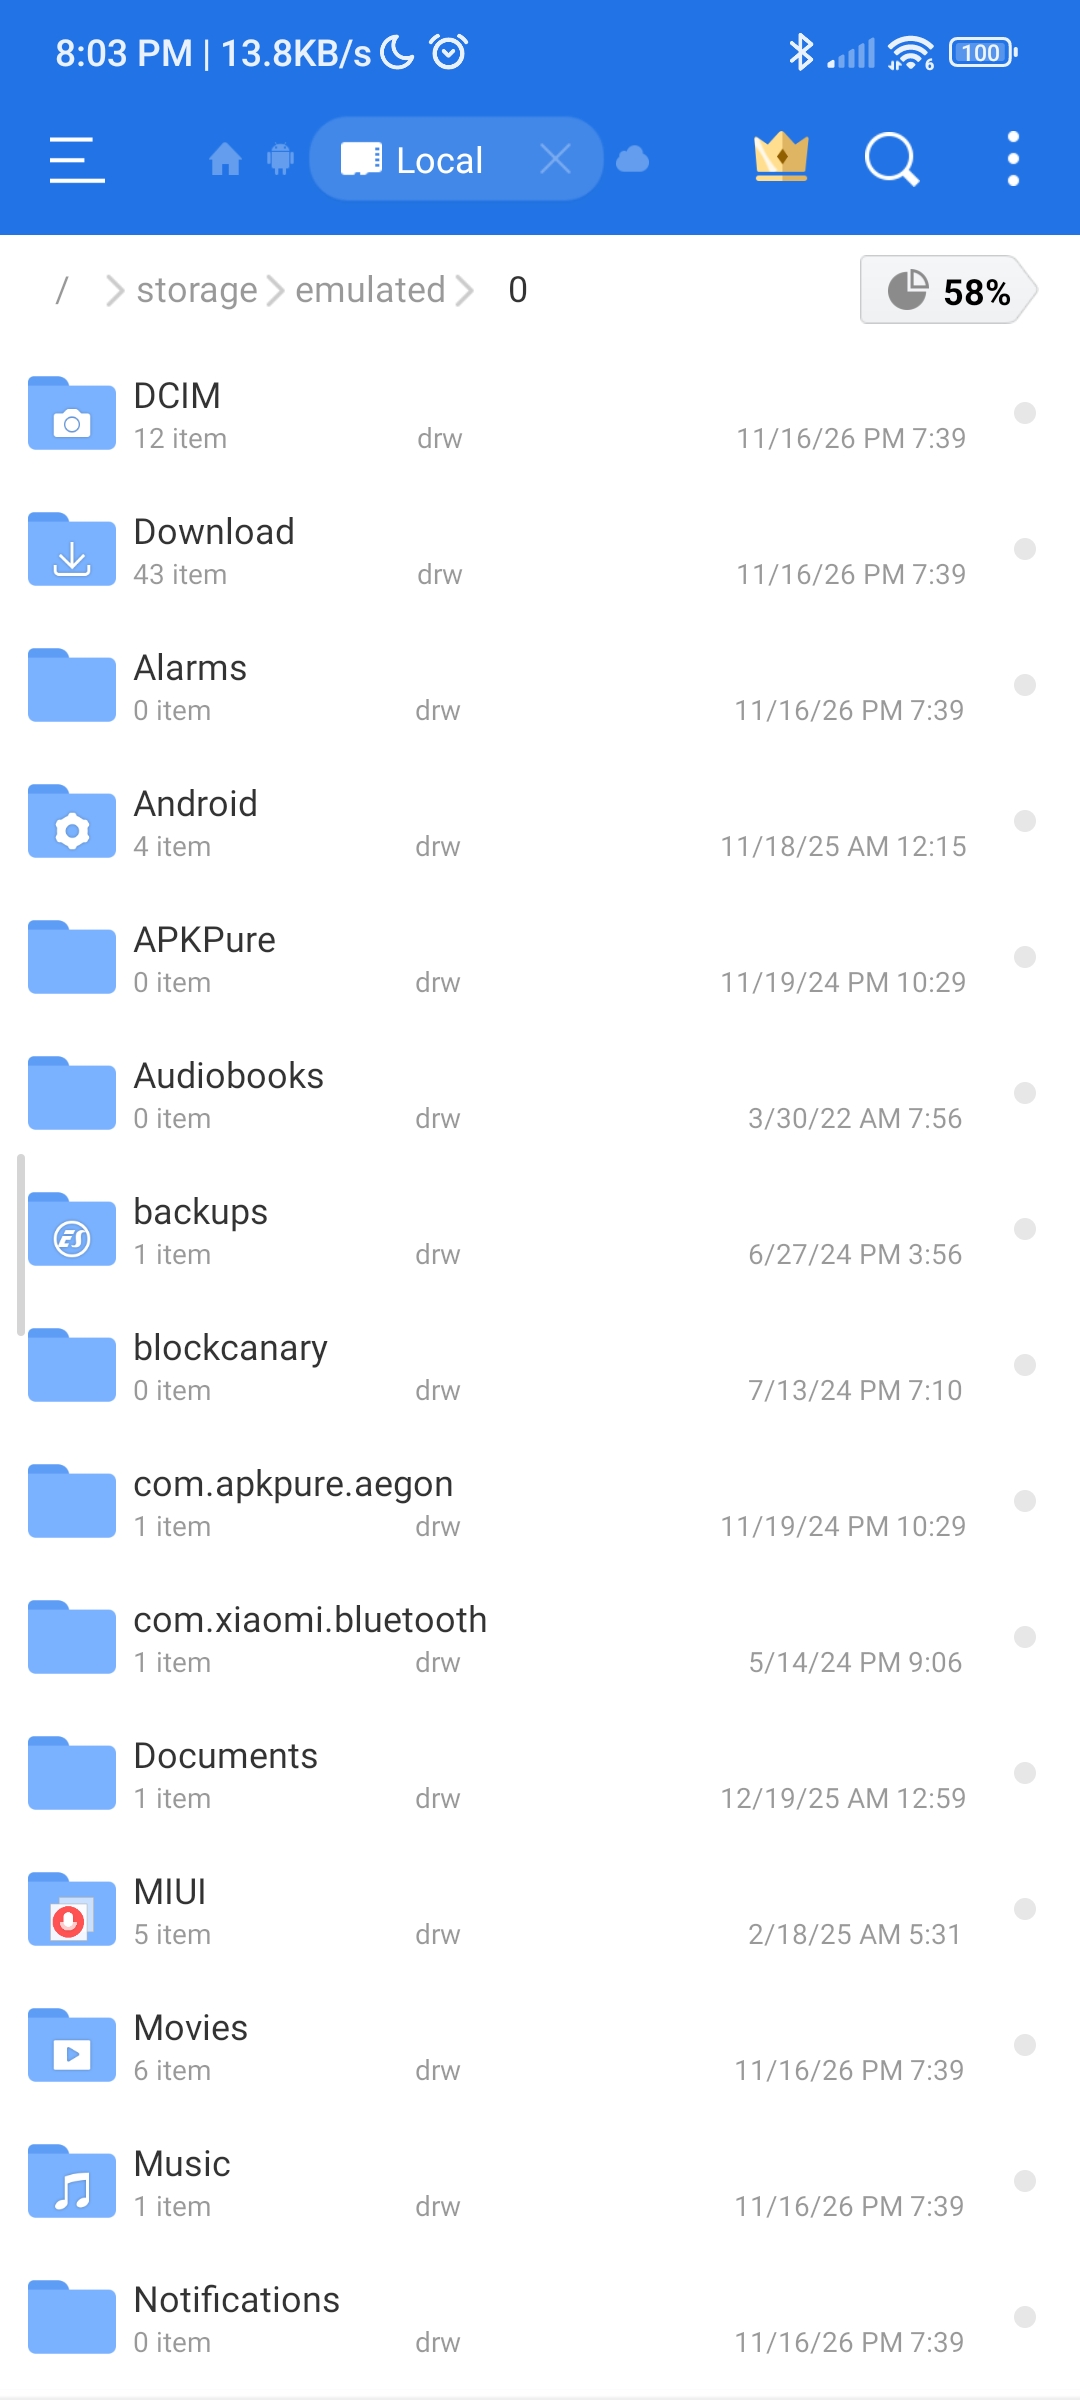 8:03 PM | 13.8KB/s 6 100
Local
/ storage emulated 0 58%
DCIM
12 item drw 11/16/26 PM 7:39
Download
43 item drw 11/16/26 PM 7:39
Alarms
0 item drw 11/16/26 PM 7:39
Android
4 item drw 11/18/25 AM 12:15
APKPure
0 item drw 11/19/24 PM 10:29
Audiobooks
0 item drw 3/30/22 AM 7:56
backups
ES
1 item drw 6/27/24 PM 3:56
blockcanary
0 item drw 7/13/24 PM 7:10
com.apkpure.aegon
1 item drw 11/19/24 PM 10:29
com.xiaomi.bluetooth
1 item drw 5/14/24 PM 9:06
Documents
1 item drw 12/19/25 AM 12:59
MIUI
5 item drw 2/18/25 AM 5:31
Movies
6 item drw 11/16/26 PM 7:39
Music
1 item drw 11/16/26 PM 7:39
Notifications
0 item drw 11/16/26 PM 7:39